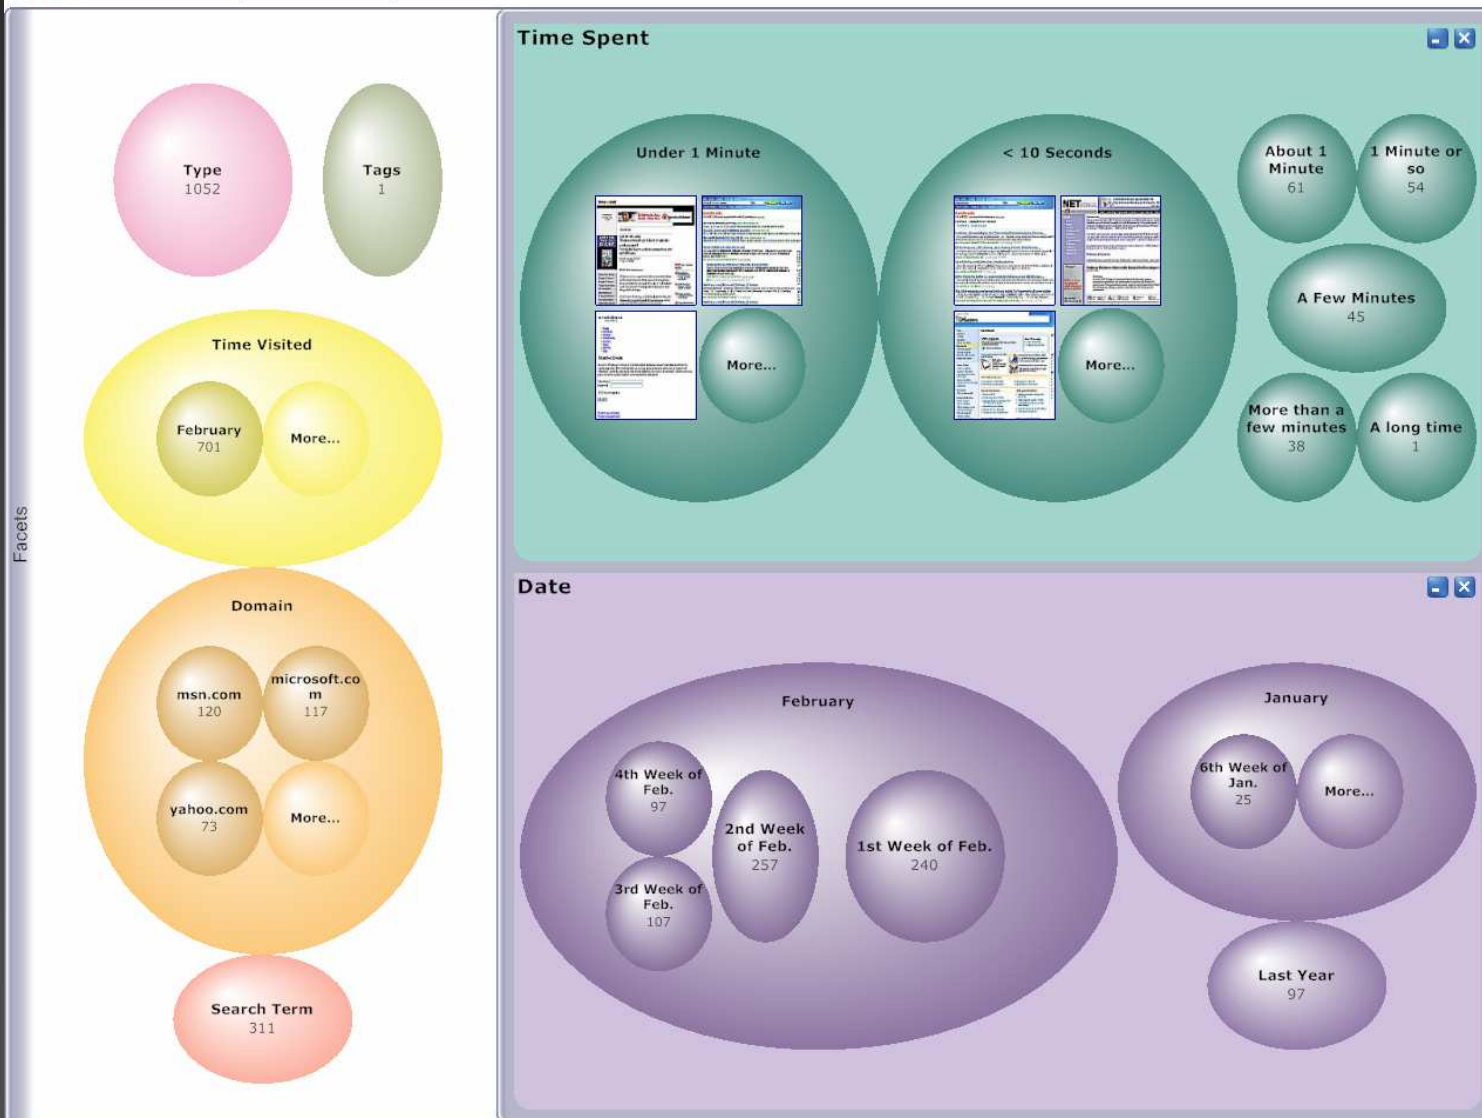 Facets
Type
1052
Tags
1
Time Visited
February
701
More...
Domain
msn.com
120
microsoft.co
m
117
yahoo.com
73
More...
Search Term
311
Time Spent
Under 1 Minute
More...
< 10 Seconds
More...
About 1
Minute
61
1 Minute or
so
54
A Few Minutes
45
More than a
few minutes
38
A long time
1
Date
February
4th Week of
Feb.
97
3rd Week of
Feb.
107
2nd Week
of Feb.
257
1st Week of Feb.
240
January
6th Week of
Jan.
25
More...
Last Year
97